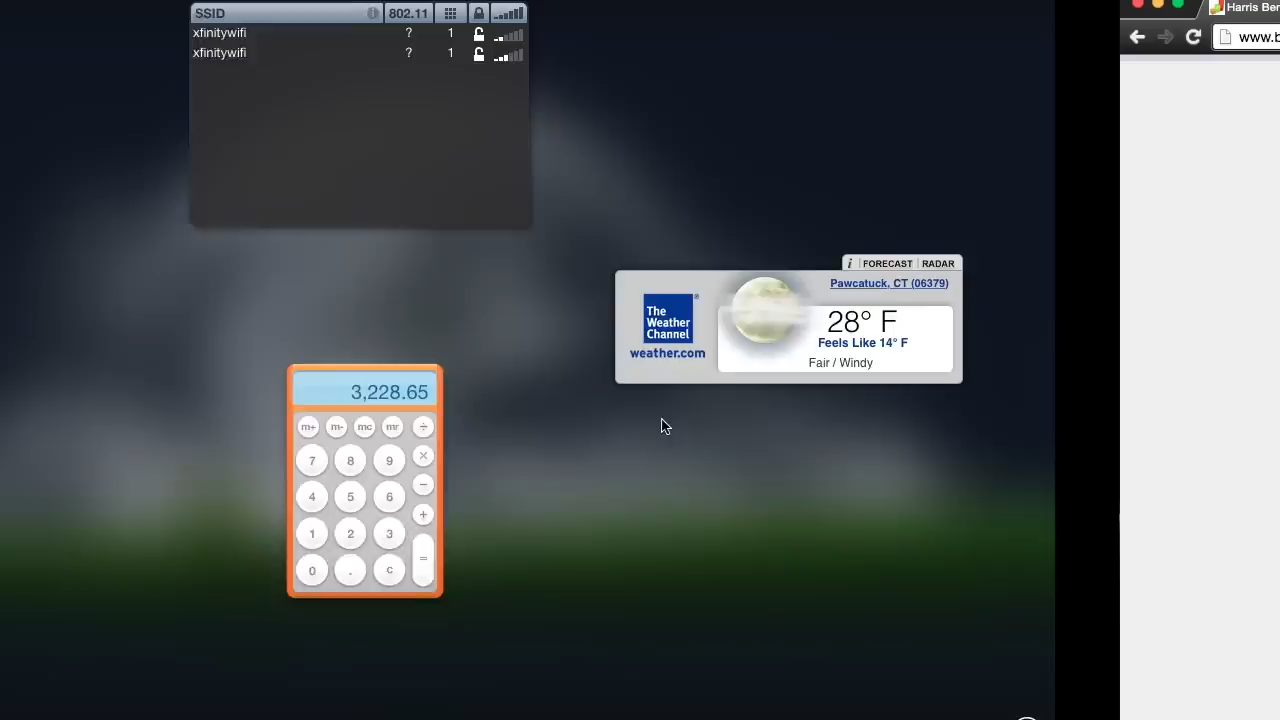 SSID 802.11
xfinitywifi ? 1
xfinitywifi ? 1
Harris Ber
www.b
i FORECAST RADAR
Pawcatuck, CT (06379)
The
Weather
Channel
®
weather.com
28° F
Feels Like 14° F
Fair / Windy
3,228.65
m+ m- mc mr ÷
7 8 9 ×
4 5 6 −
1 2 3 +
0 . c =